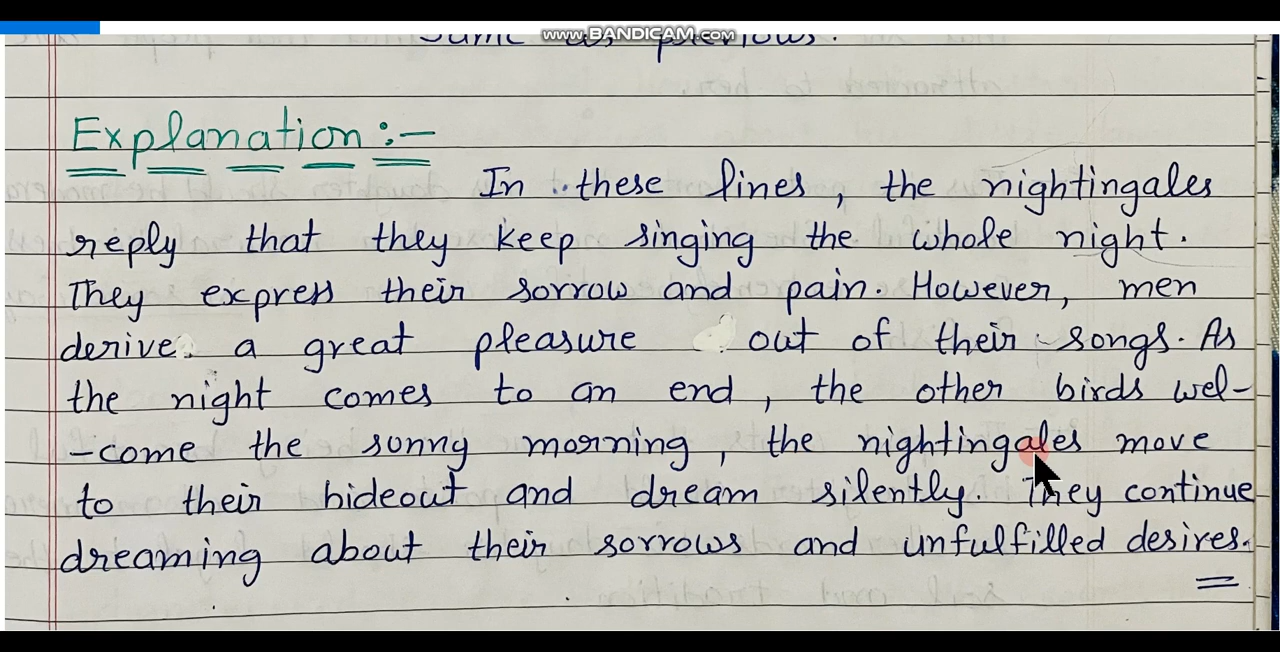 www.BANDICAM.com
same as previous.
Explanation :-
In these lines, the nightingales
reply that they keep singing the whole night.
They express their sorrow and pain. However, men
derive a great pleasure out of their songs. As
the night comes to an end, the other birds wel-
-come the sunny morning, the nightingales move
to their hideout and dream silently. They continue
dreaming about their sorrows and unfulfilled desires.